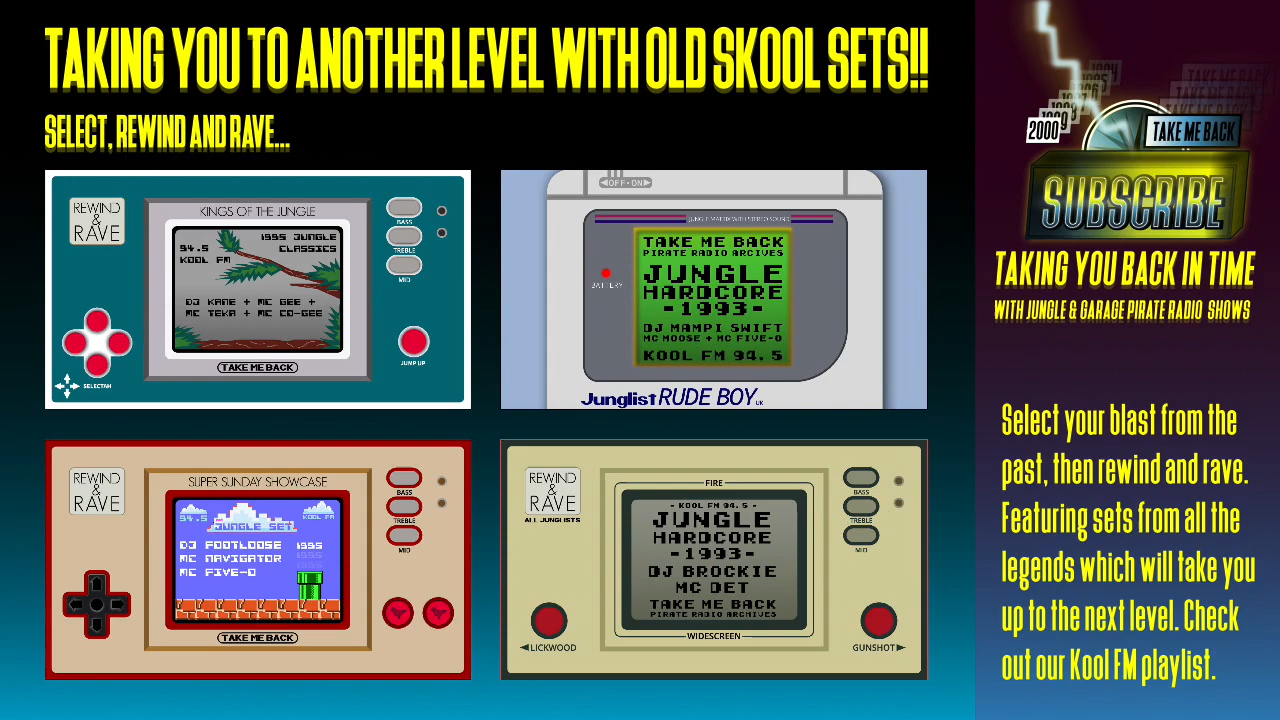 TAKING YOU TO ANOTHER LEVEL WITH OLD SKOOL SETS!!
SELECT, REWIND AND RAVE...
REWIND
&
RAVE
KINGS OF THE JUNGLE
1995 JUNGLE
CLASSICS
94.5
KOOL FM
DJ KANE + MC GEE +
MC TEKA + MC CO-GEE
TAKE ME BACK
BASS
TREBLE
MID
JUMP UP
SELECTAH
OFF•ON
JUNGLE MATRIX WITH STEREO SOUND
BATTERY
TAKE ME BACK
PIRATE RADIO ARCIVES
JUNGLE
HARDCORE
-1993-
DJ MAMPI SWIFT
MC MOOSE + MC FIVE-O
KOOL FM 94.5
Junglist RUDE BOY UK
REWIND
&
RAVE
SUPER SUNDAY SHOWCASE
94.5
KOOL FM
JUNGLE SET
DJ FOOTLOOSE 1995
MC NAVIGATOR 1995
MC FIVE-O
TAKE ME BACK
BASS
TREBLE
MID
REWIND
&
RAVE
ALL JUNGLISTS
FIRE
- KOOL FM 94.5 -
JUNGLE
HARDCORE
-1993-
DJ BROCKIE
MC DET
TAKE ME BACK
PIRATE RADIO ARCHIVES
WIDESCREEN
BASS
TREBLE
MID
LICKWOOD
GUNSHOT
2000
TAKE ME BACK
SUBSCRIBE
TAKING YOU BACK IN TIME
WITH JUNGLE & GARAGE PIRATE RADIO SHOWS
Select your blast from the
past, then rewind and rave.
Featuring sets from all the
legends which will take you
up to the next level. Check
out our Kool FM playlist.